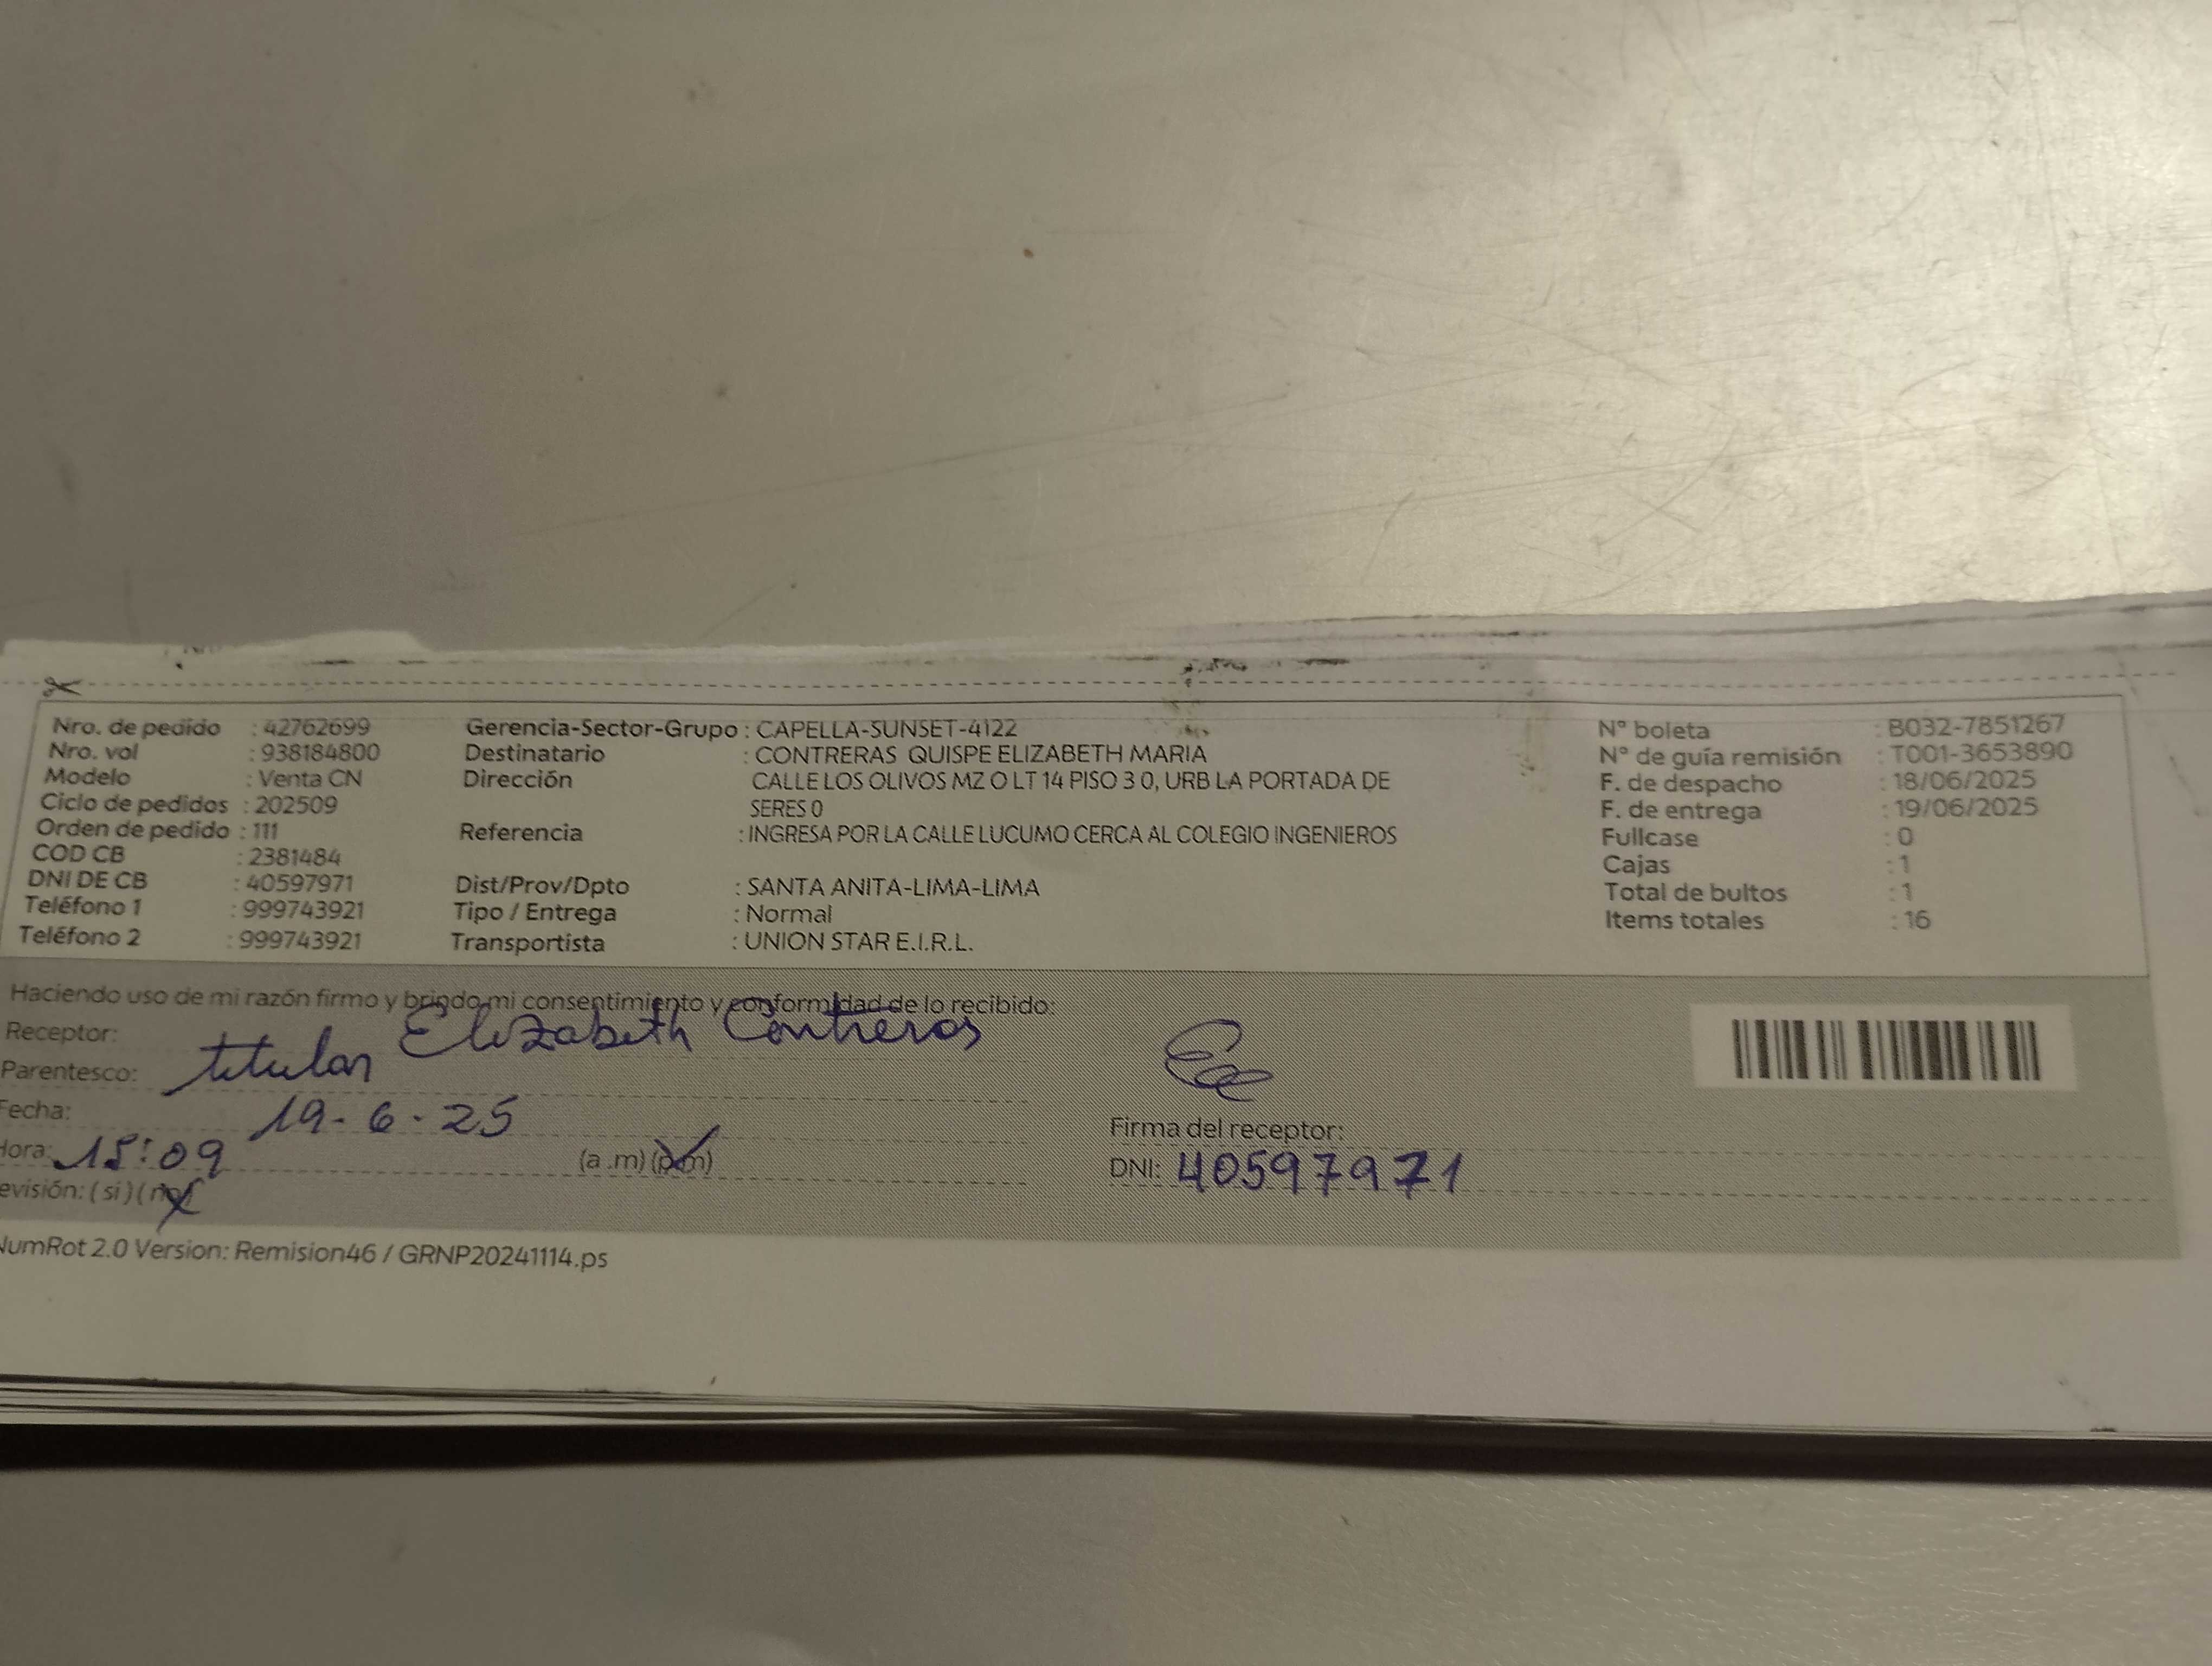 Nro. de pedido : 42762699
Nro. vol : 938184800
Modelo : Venta CN
Ciclo de pedidos : 202509
Orden de pedido : 111
COD CB : 2381484
DNI DE CB : 40597971
Teléfono 1 : 999743921
Teléfono 2 : 999743921
Gerencia-Sector-Grupo : CAPELLA-SUNSET-4122
Destinatario : CONTRERAS QUISPE ELIZABETH MARIA
Dirección CALLE LOS OLIVOS MZ O LT 14 PISO 3 0, URB LA PORTADA DE
SERES 0
Referencia : INGRESA POR LA CALLE LUCUMO CERCA AL COLEGIO INGENIEROS
Dist/Prov/Dpto : SANTA ANITA-LIMA-LIMA
Tipo / Entrega : Normal
Transportista : UNION STAR E.I.R.L.
N° boleta : B032-7851267
N° de guía remisión : T001-3653890
F. de despacho : 18/06/2025
F. de entrega : 19/06/2025
Fullcase : 0
Cajas : 1
Total de bultos : 1
Items totales : 16
Haciendo uso de mi razón firmo y brindo mi consentimiento y conformidad de lo recibido:
Receptor: Elizabeth Contreras
Parentesco: titular
Fecha: 19-6-25
Hora: 15:09 (a.m) (p.m)
evisión: (si) (no)
Firma del receptor:
DNI: 40597971
NumRot 2.0 Version: Remision46 / GRNP20241114.ps